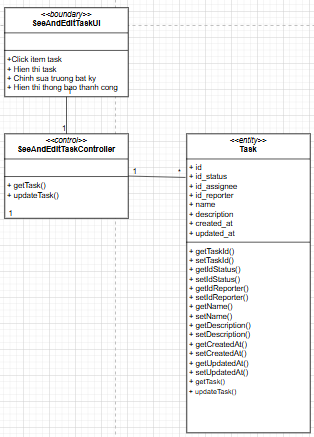 <<boundary>>
SeeAndEditTaskUI
+Click item task
+ Hien thi task
+ Chinh sua truong bat ky
+ Hien thi thong bao thanh cong
1
1
<<control>>
SeeAndEditTaskController
+ getTask()
+ updateTask()
1
1
*
<<entity>>
Task
+ id
+ id_status
+ id_assignee
+ id_reporter
+ name
+ description
+ created_at
+ updated_at
+ getTaskId()
+ setTaskId()
+ getIdStatus()
+ setIdStatus()
+ getIdReporter()
+ setIdReporter()
+ getName()
+ setName()
+ getDescription()
+ setDescription()
+ getCreatedAt()
+ setCreatedAt()
+ getUpdatedAt()
+ setUpdatedAt()
+ getTask()
+ updateTask()